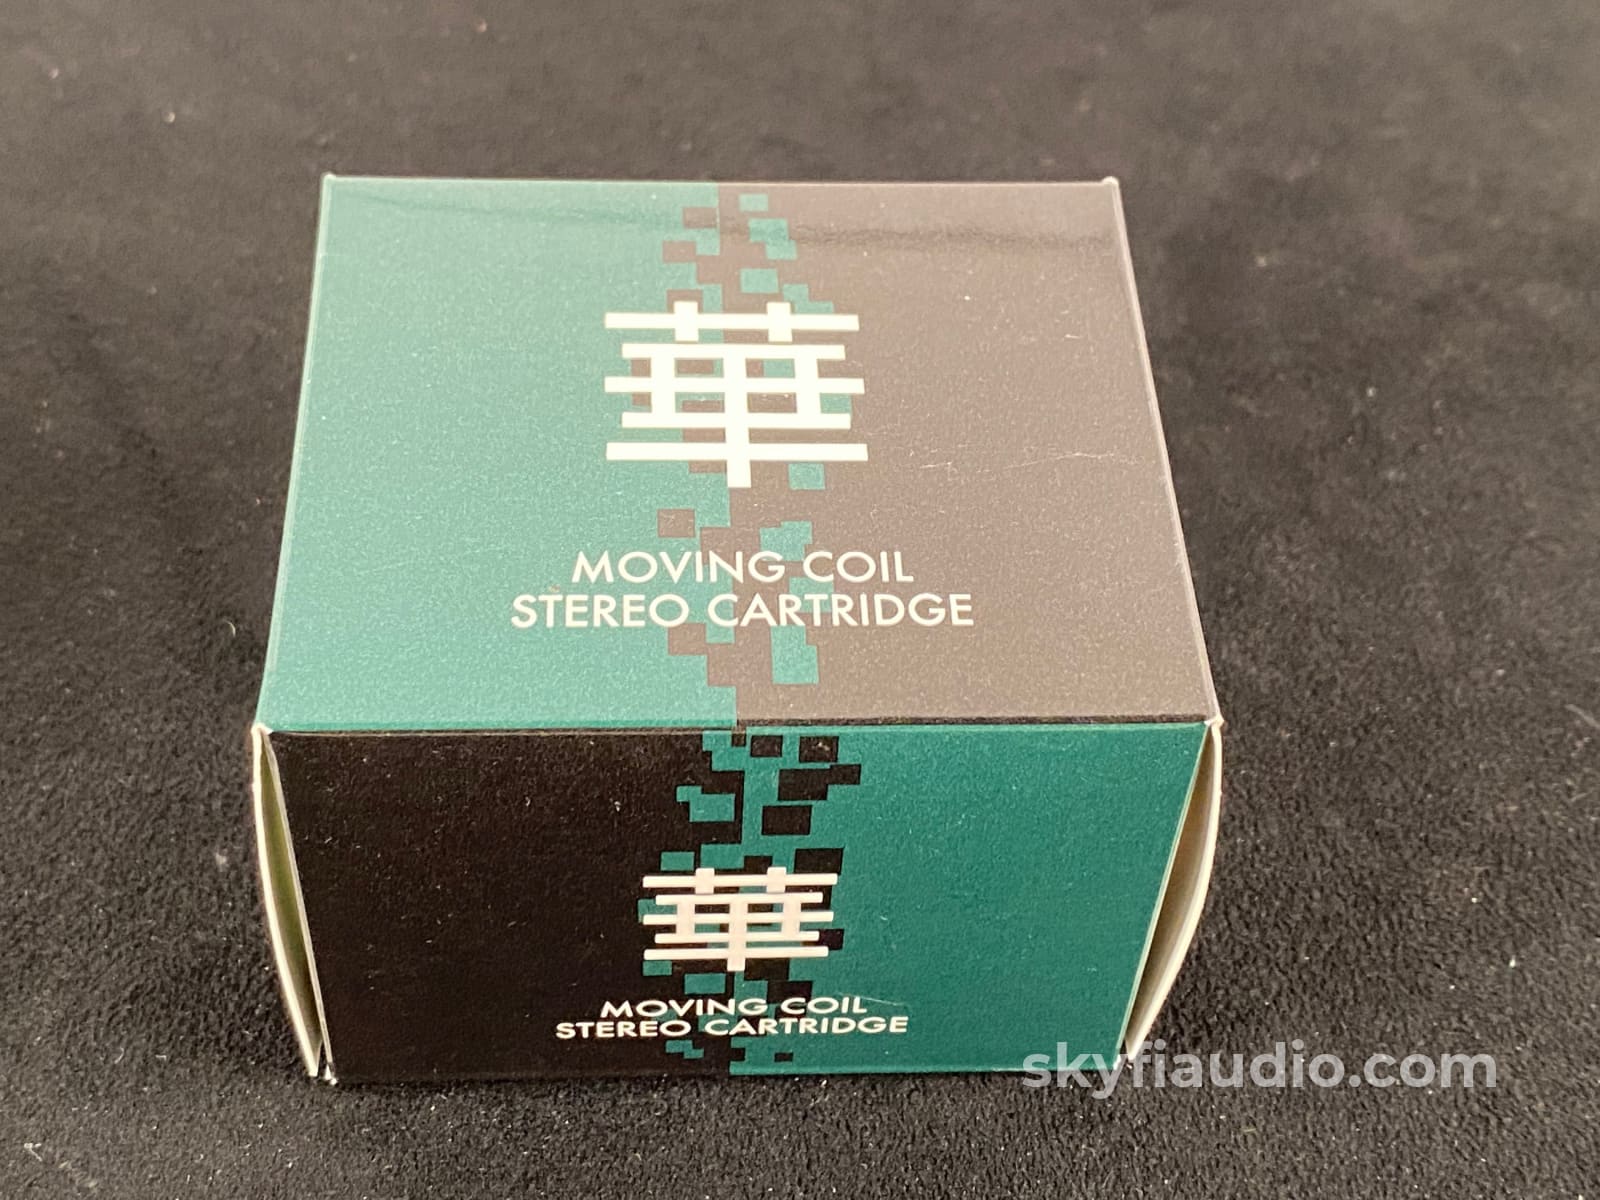 華
MOVING COIL
STEREO CARTRIDGE
華
MOVING COIL
STEREO CARTRIDGE
skyfiaudio.com